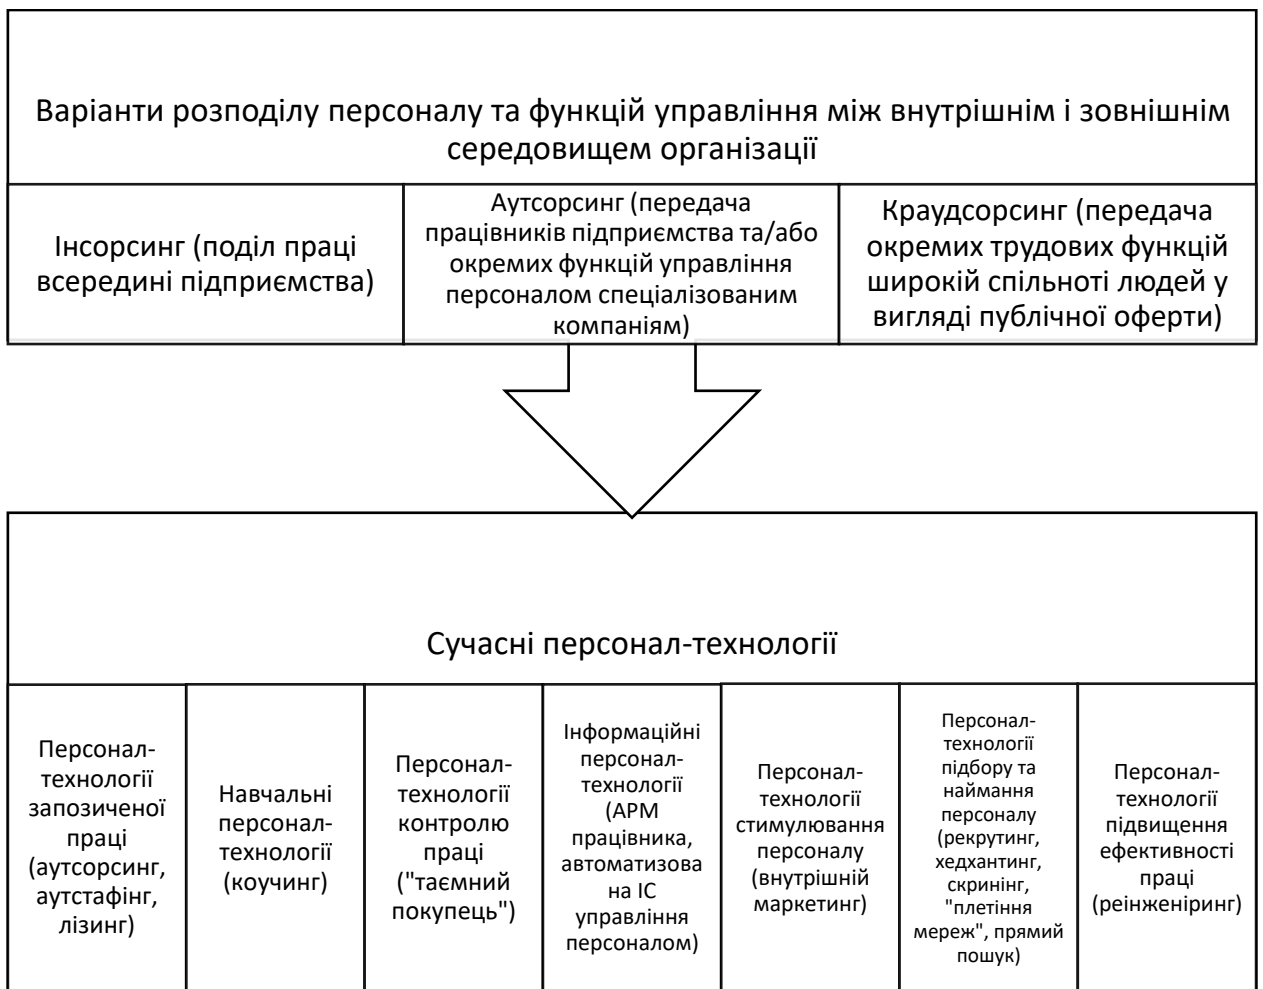 Варіанти розподілу персоналу та функцій управління між внутрішнім і зовнішнім
середовищем організації
Інсорсинг (поділ праці
всередині підприємства)
Аутсорсинг (передача
працівників підприємства та/або
окремих функцій управління
персоналом спеціалізованим
компаніям)
Краудсорсинг (передача
окремих трудових функцій
широкій спільноті людей у
вигляді публічної оферти)
Сучасні персонал-технології
Персонал-
технології
запозиченої
праці
(аутсорсинг,
аутстафінг,
лізинг)
Навчальні
персонал-
технології
(коучинг)
Персонал-
технології
контролю
праці
("таємний
покупець")
Інформаційні
персонал-
технології
(АРМ
працівника,
автоматизова
на ІС
управління
персоналом)
Персонал-
технології
стимулювання
персоналу
(внутрішній
маркетинг)
Персонал-
технології
підбору та
наймання
персоналу
(рекрутинг,
хедхантинг,
скринінг,
"плетіння
мереж", прямий
пошук)
Персонал-
технології
підвищення
ефективності
праці
(реінженіринг)